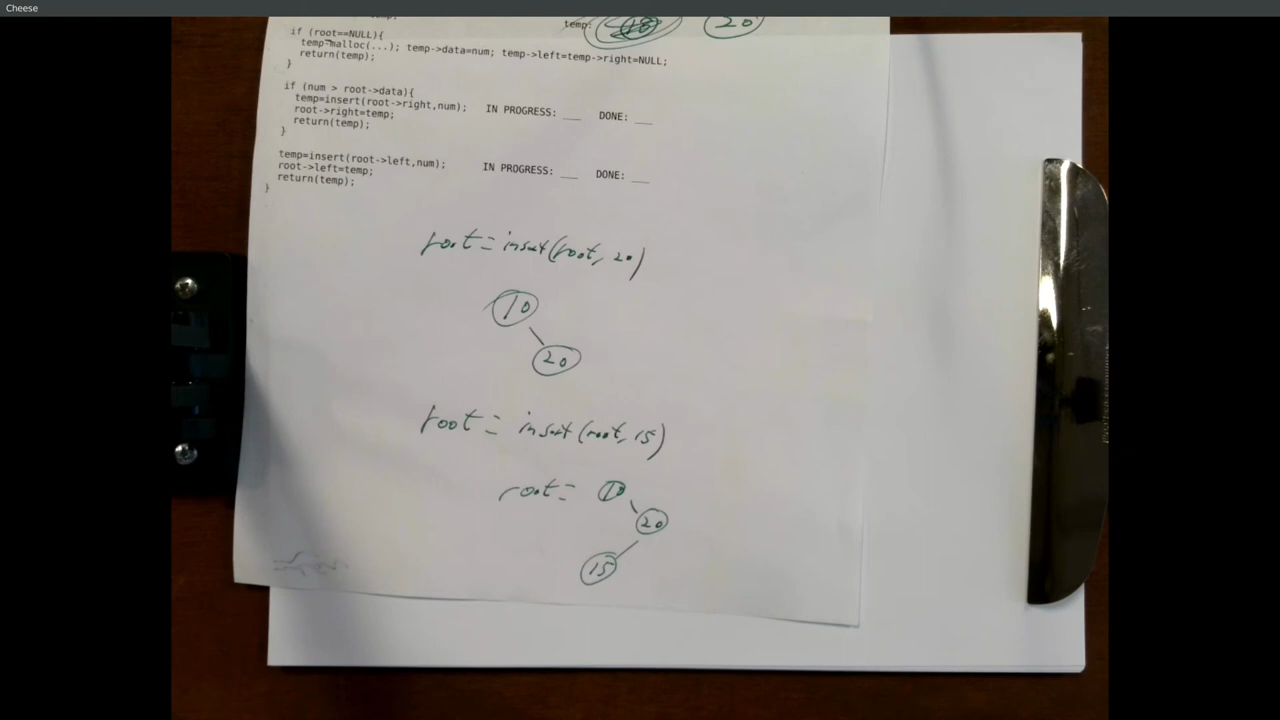 Cheese
temp:
20
if (root==NULL){
temp=malloc(...); temp->data=num; temp->left=temp->right=NULL;
return(temp);
}
if (num > root->data){
temp=insert(root->right,num); IN PROGRESS: ___ DONE: ___
root->right=temp;
return(temp);
}
temp=insert(root->left,num); IN PROGRESS: ___ DONE: ___
root->left=temp;
return(temp);
}
root = insert(root, 20)
10
20
root = insert(root, 15)
root = 10
20
15